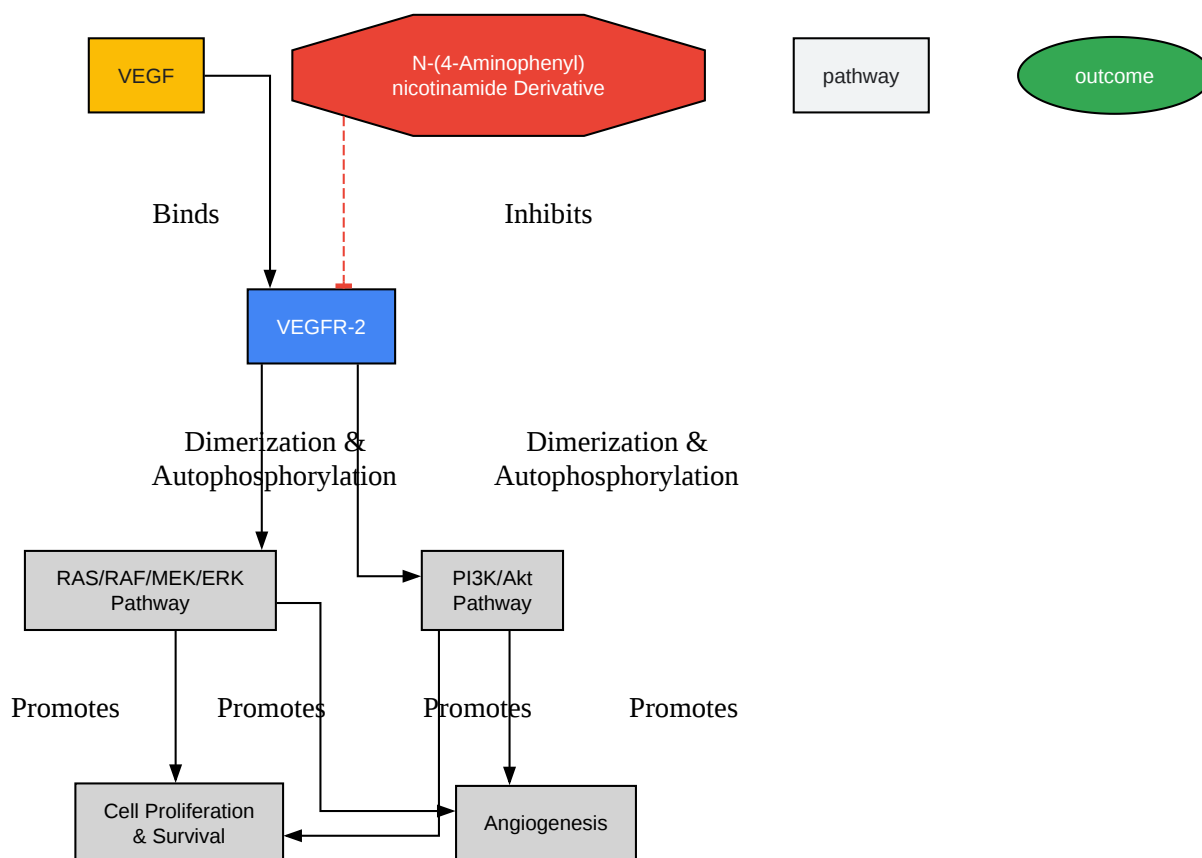 VEGF
N-(4-Aminophenyl)
nicotinamide Derivative
pathway
outcome
Binds
Inhibits
VEGFR-2
Dimerization &
Autophosphorylation
Dimerization &
Autophosphorylation
RAS/RAF/MEK/ERK
Pathway
PI3K/Akt
Pathway
Promotes
Promotes
Promotes
Promotes
Cell Proliferation
& Survival
Angiogenesis